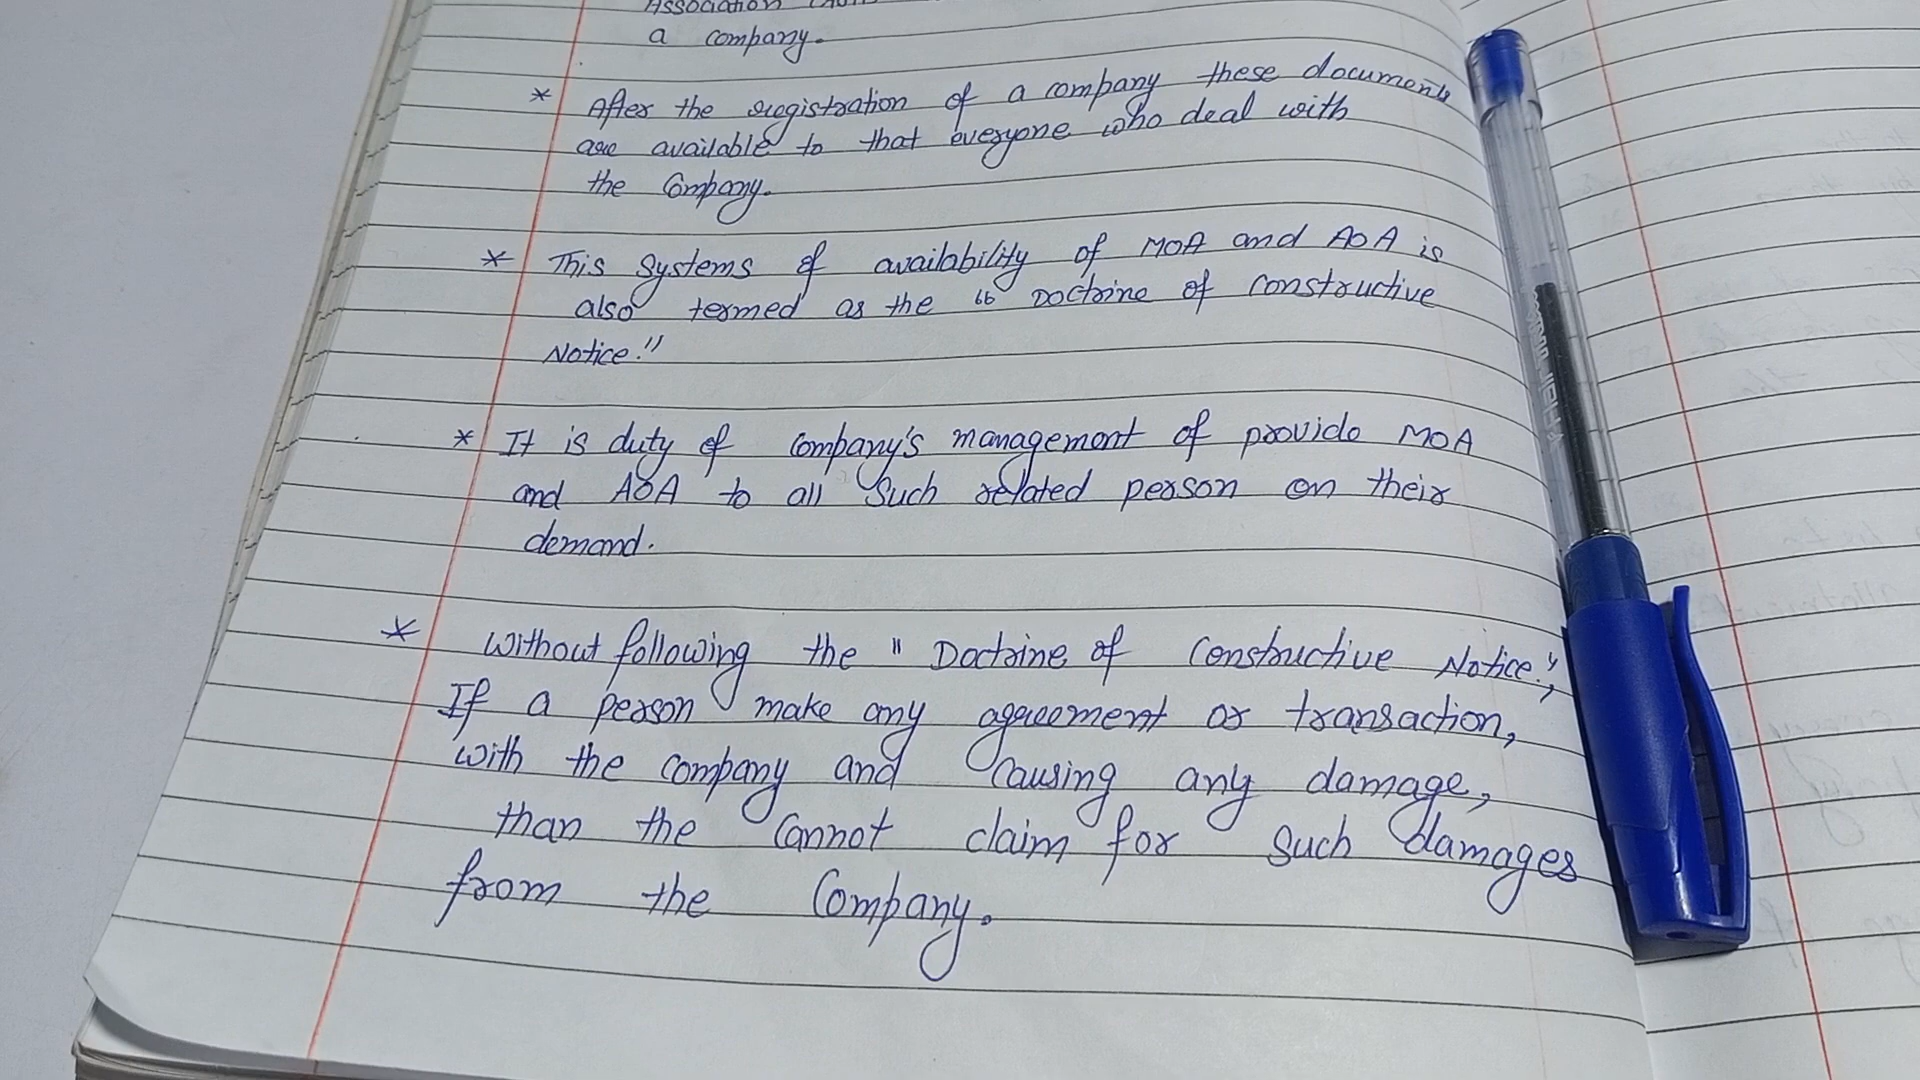 Association
a company.
* After the registration of a company these documents
are available to that everyone who deal with
the Company.
* This Systems of availability of MOA and AOA is
also termed as the " Doctrine of constructive
Notice."
* It is duty of Company's management of provide MOA
and AOA to all Such related person on their
demand.
* without following the " Doctrine of Constructive Notice.",
If a person make any agreement or transaction,
with the company and causing any damage,
than the cannot claim for such damages
from the Company.